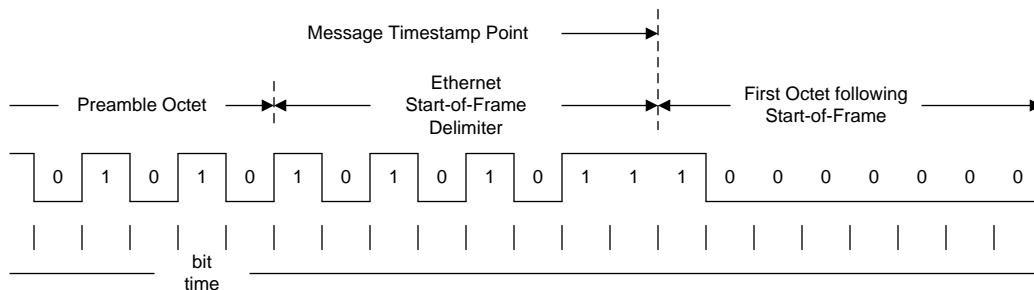 Message Timestamp Point
Preamble Octet
Ethernet
Start-of-Frame
Delimiter
First Octet following
Start-of-Frame
0 1 0 1 0 1 0 1 0 1 0 1 1 1 0 0 0 0 0 0 0
bit
time